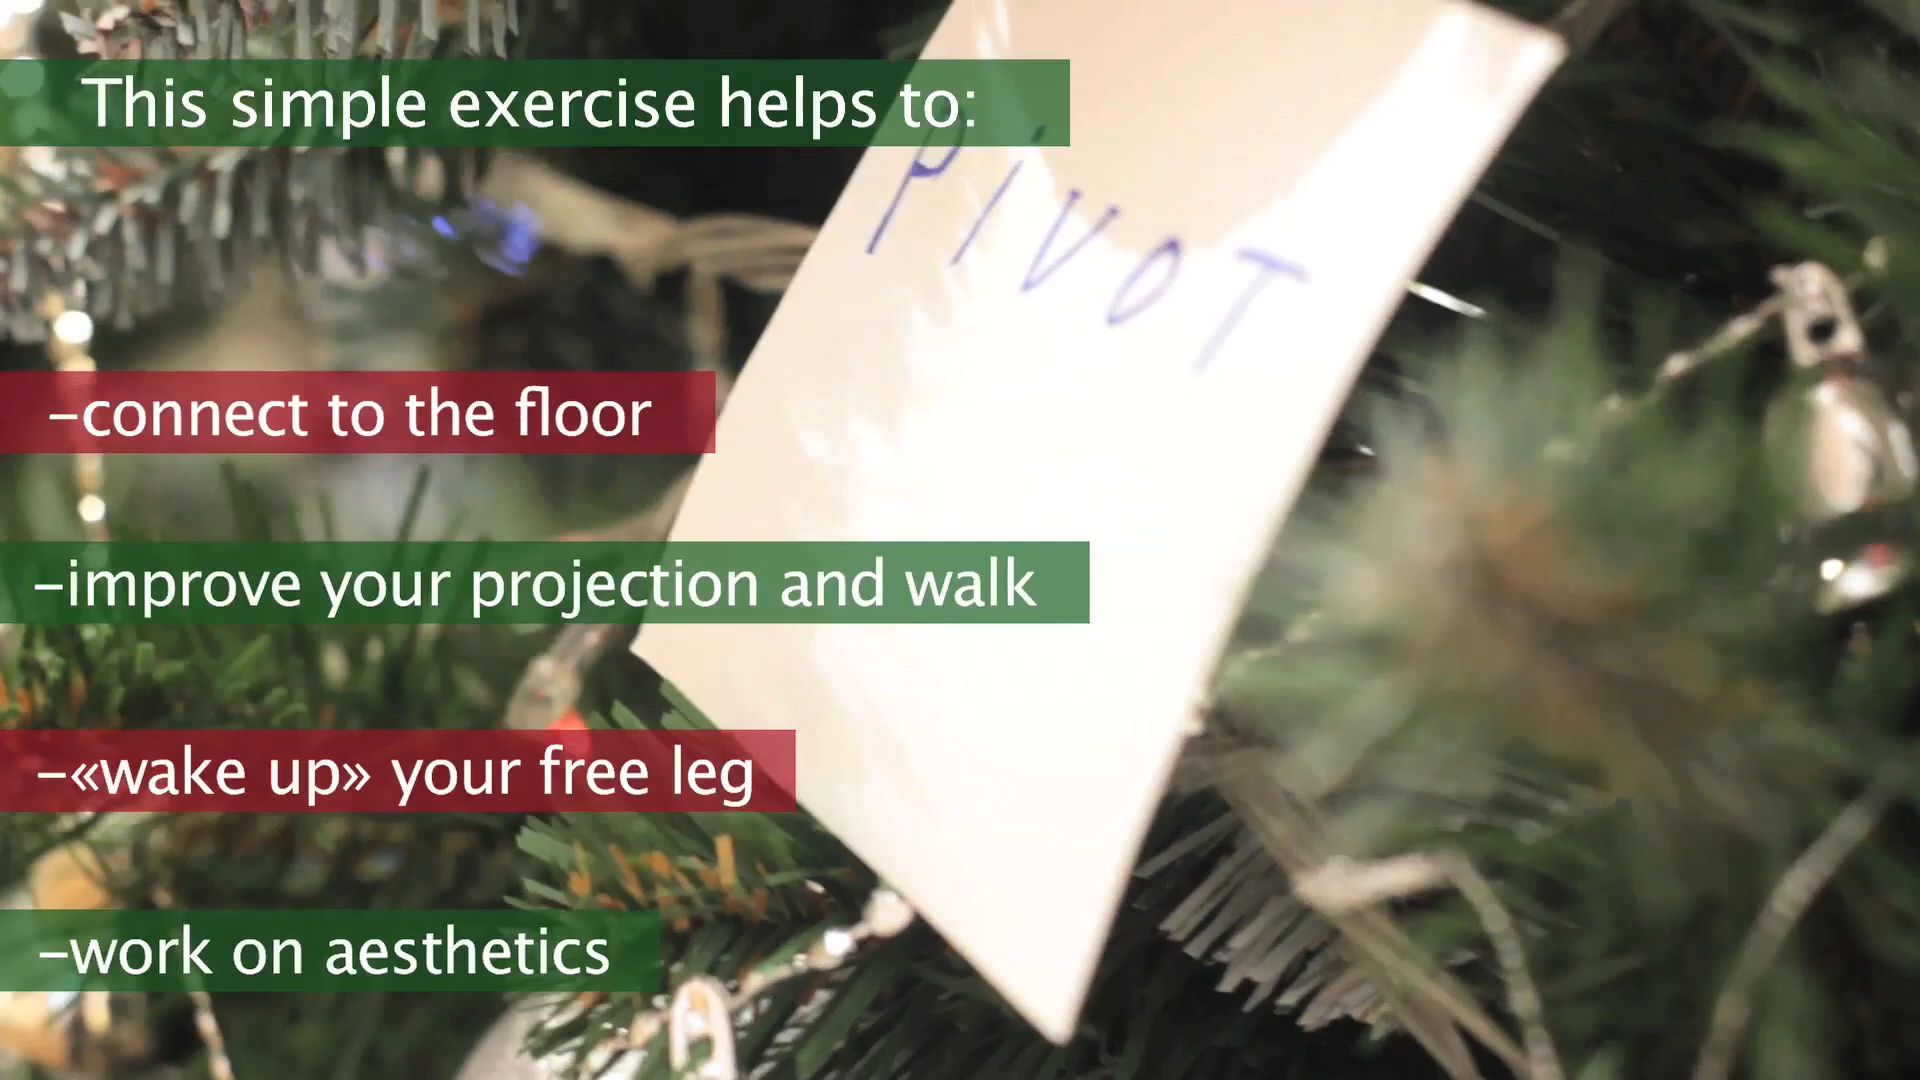 This simple exercise helps to:
PiVOT
–connect to the floor
–improve your projection and walk
–«wake up» your free leg
–work on aesthetics